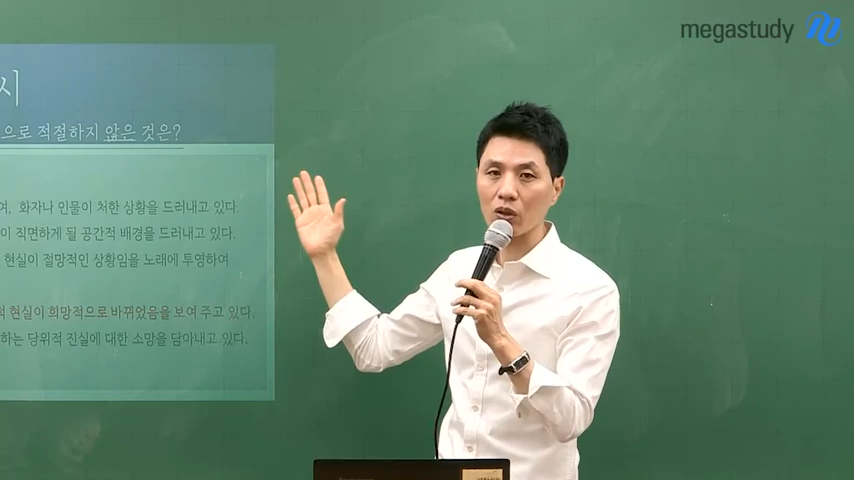 megastudy
시
으로 적절하지 않은 것은?
여, 화자나 인물이 처한 상황을 드러내고 있다.
이 직면하게 될 공간적 배경을 드러내고 있다.
현실이 절망적인 상황임을 노래에 투영하여
적 현실이 희망적으로 바뀌었음을 보여 주고 있다.
하는 당위적 진실에 대한 소망을 담아내고 있다.